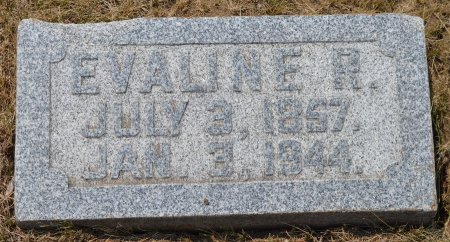 EVALINE R.
JULY 3, 1857.
JAN. 3, 1944.